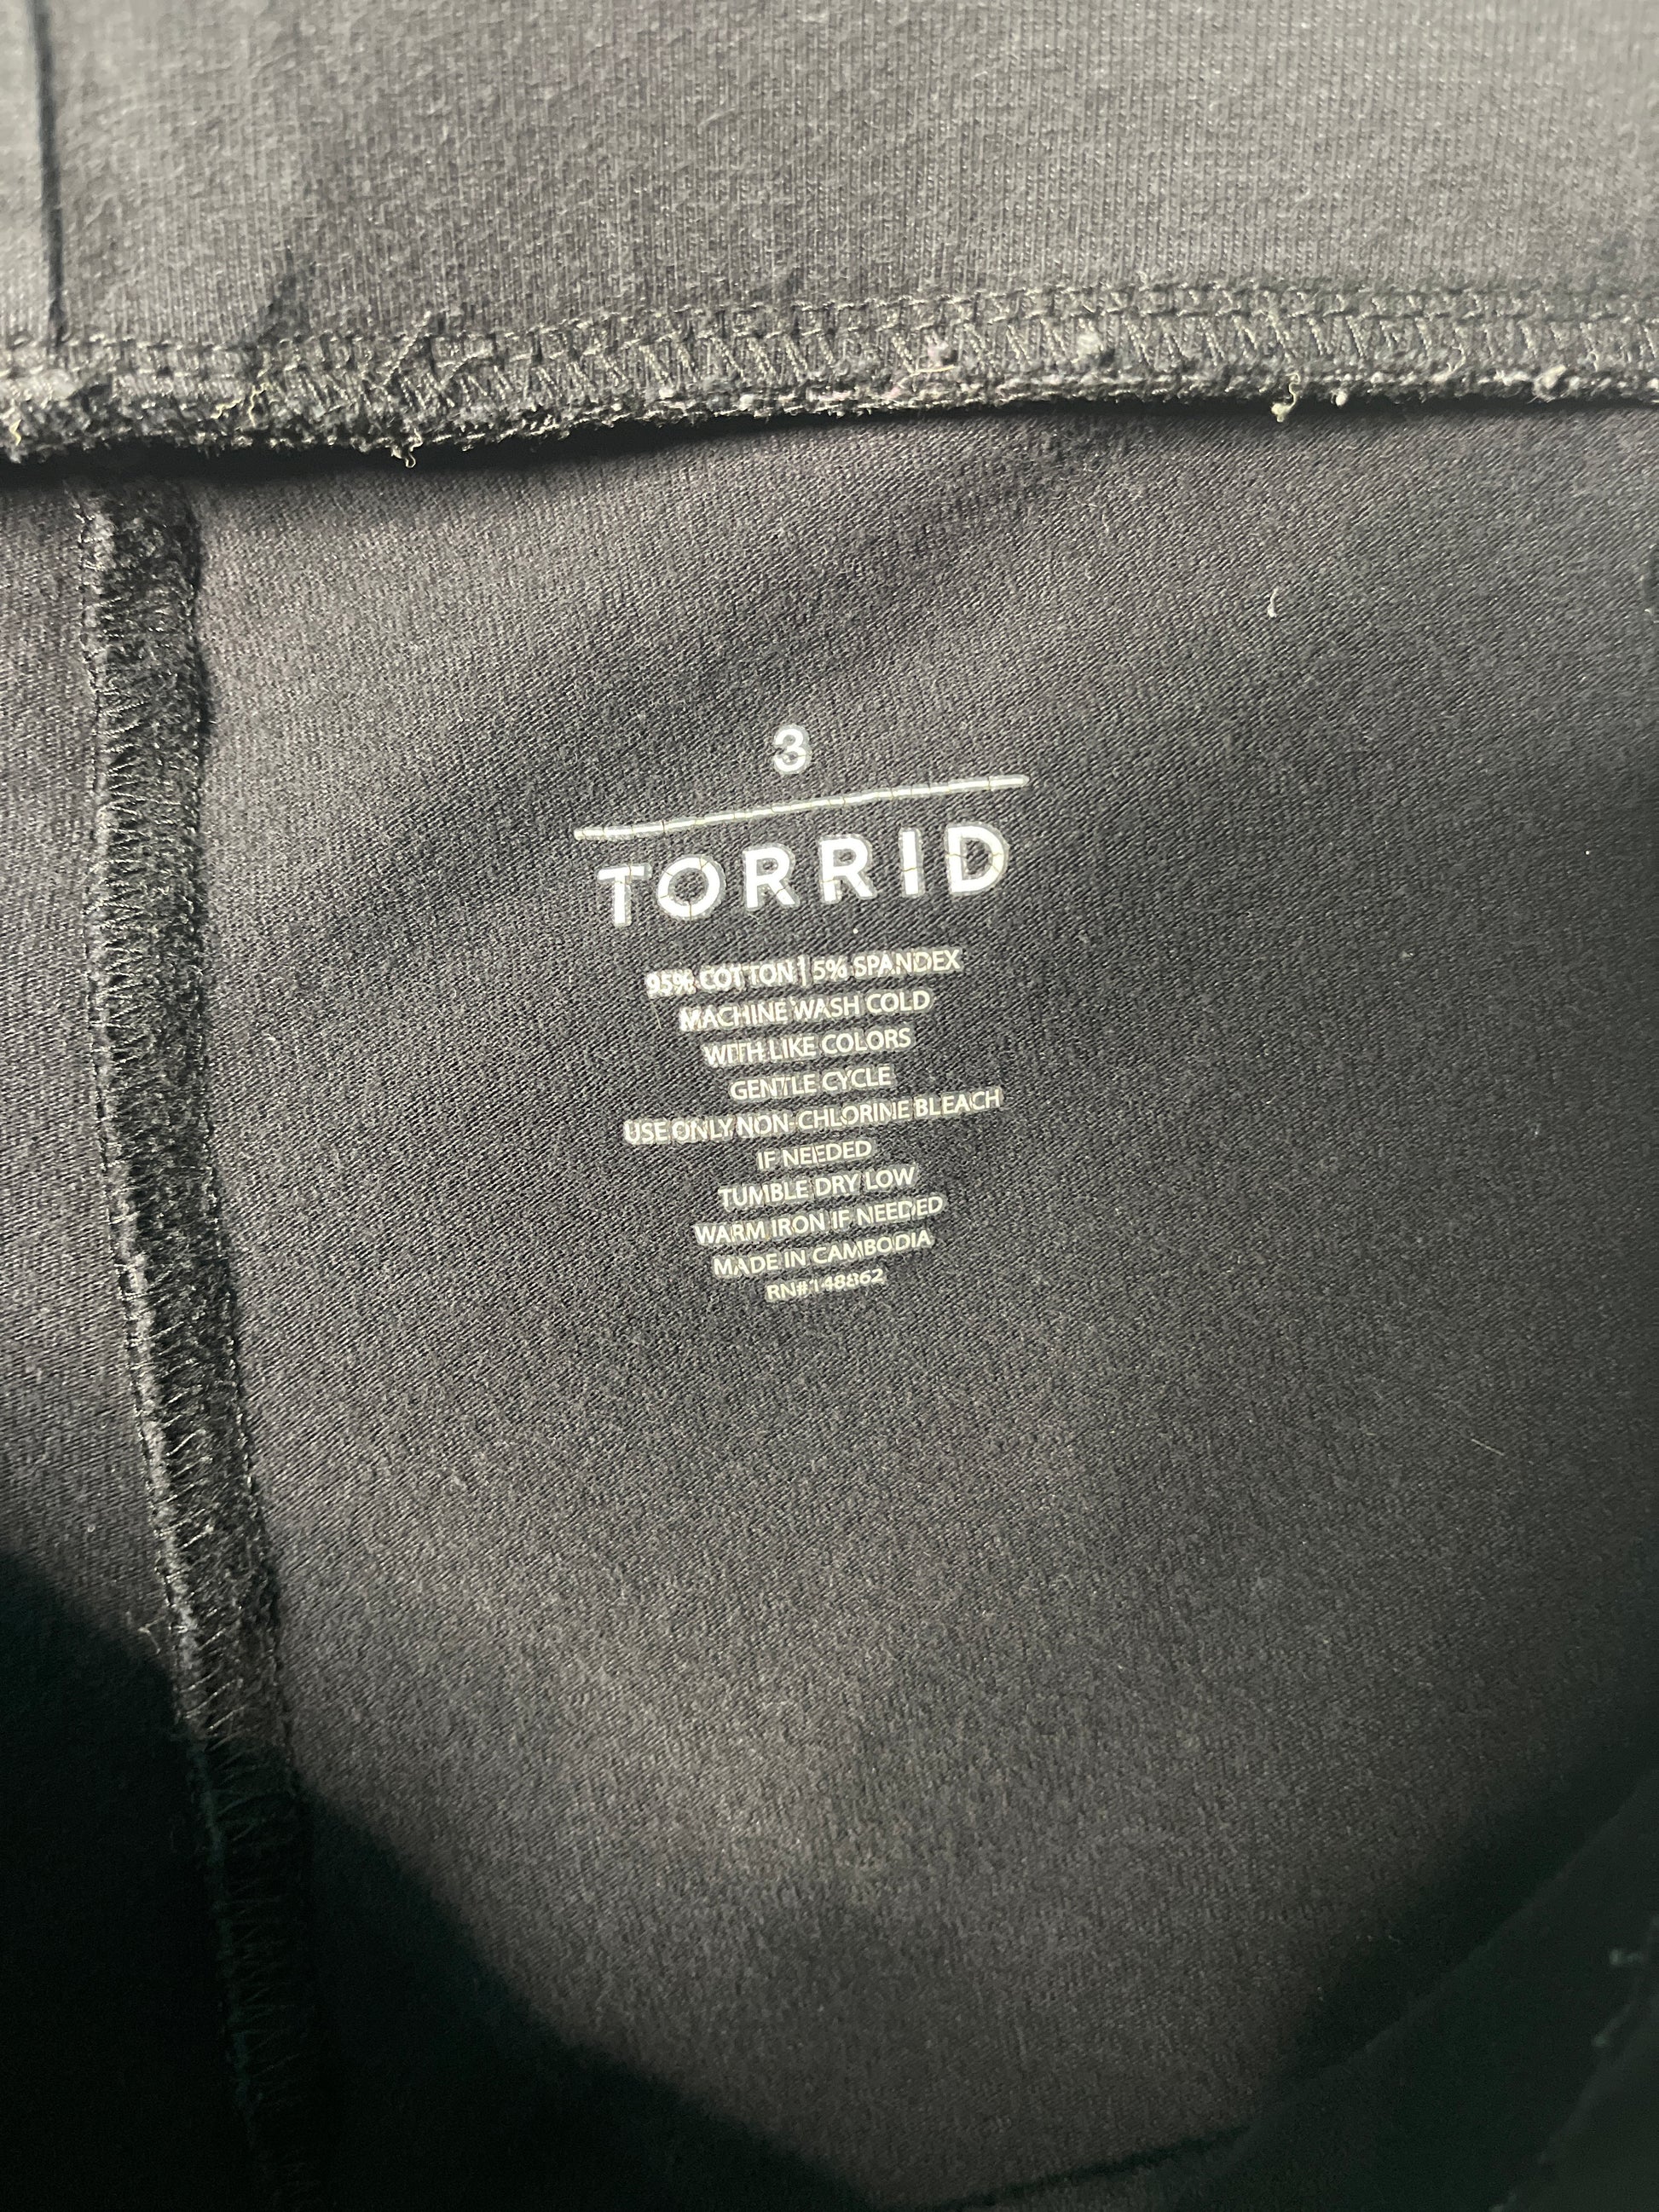 3
TORRID
95% COTTON | 5% SPANDEX
MACHINE WASH COLD
WITH LIKE COLORS
GENTLE CYCLE
USE ONLY NON-CHLORINE BLEACH
IF NEEDED
TUMBLE DRY LOW
WARM IRON IF NEEDED
MADE IN CAMBODIA
RN#148862